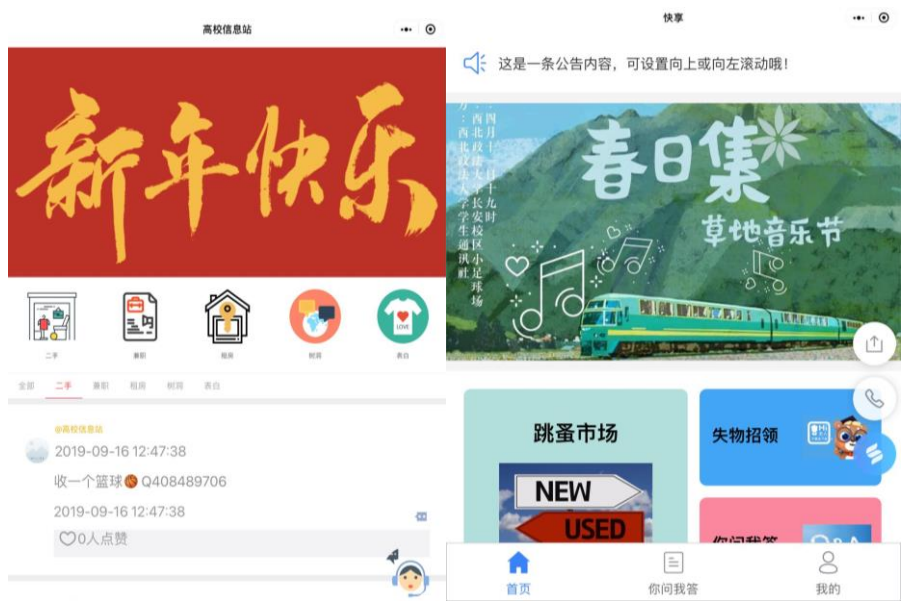 高校信息站
新年快乐
二手
兼职
租房
树洞
LOVE
表白
全部 二手 兼职 租房 树洞 表白
@高校信息站
2019-09-16 12:47:38
收一个篮球🏀 Q408489706
2019-09-16 12:47:38
0人点赞
快享
这是一条公告内容，可设置向上或向左滚动哦！
春日集
草地音乐节
：四月十一日十九时
：西北政法大学长安校区小足球场
方：西北政法大学学生通讯社
跳蚤市场
NEW
USED
失物招领
Hi
你问我答
Q&A
首页
你问我答
我的